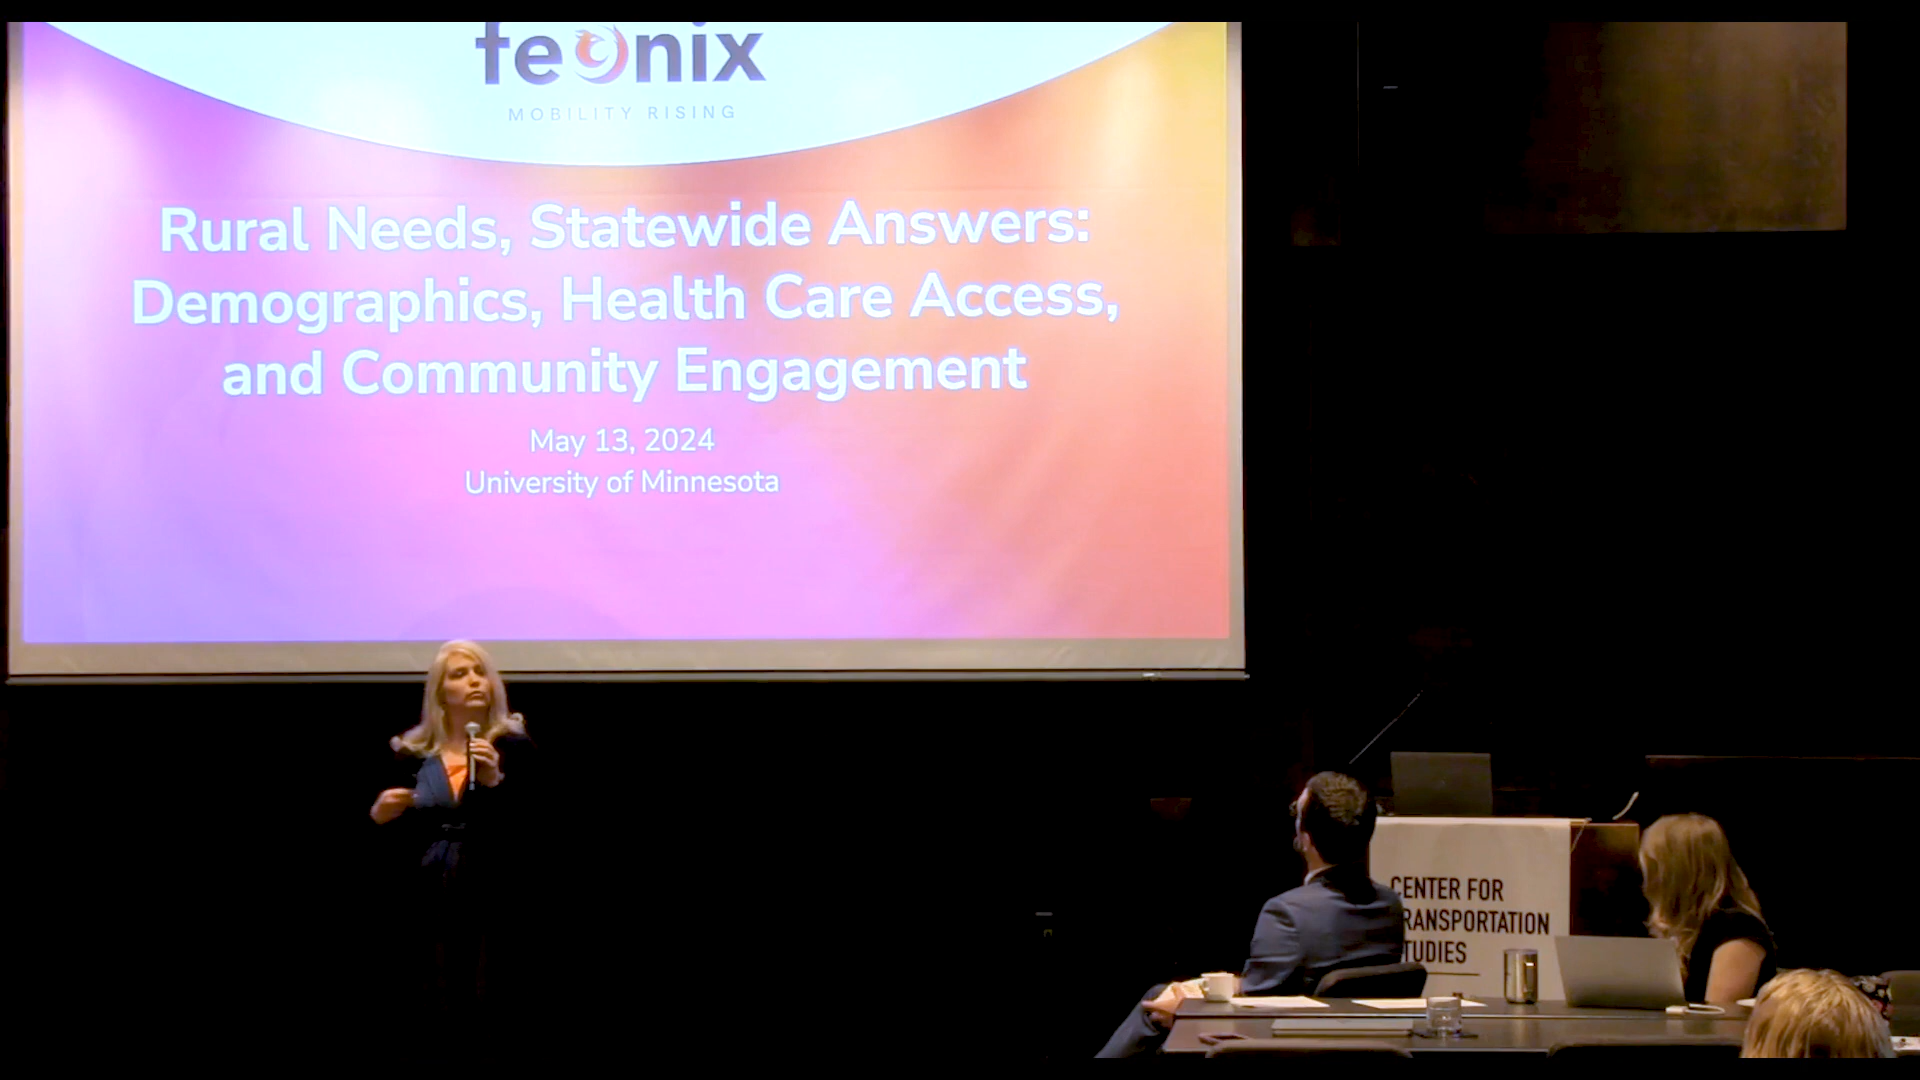 feonix
MOBILITY RISING
Rural Needs, Statewide Answers:
Demographics, Health Care Access,
and Community Engagement
May 13, 2024
University of Minnesota
CENTER FOR
RANSPORTATION
TUDIES